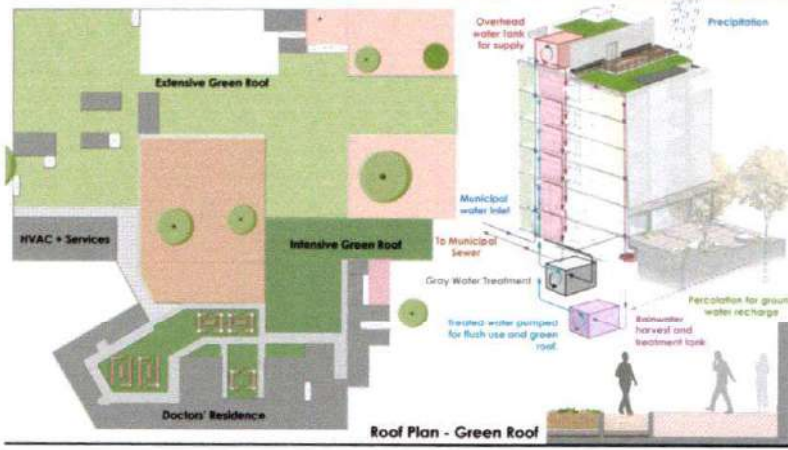 Extensive Green Roof
HVAC + Services
Intensive Green Roof
Doctors' Residence
Roof Plan - Green Roof
Overhead
water tank
for supply
Precipitation
Municipal
water inlet
To Municipal
Sewer
Gray Water Treatment
Treated water pumped
for flush use and green
roof.
Rainwater
harvest and
treatment tank
Percolation for ground
water recharge